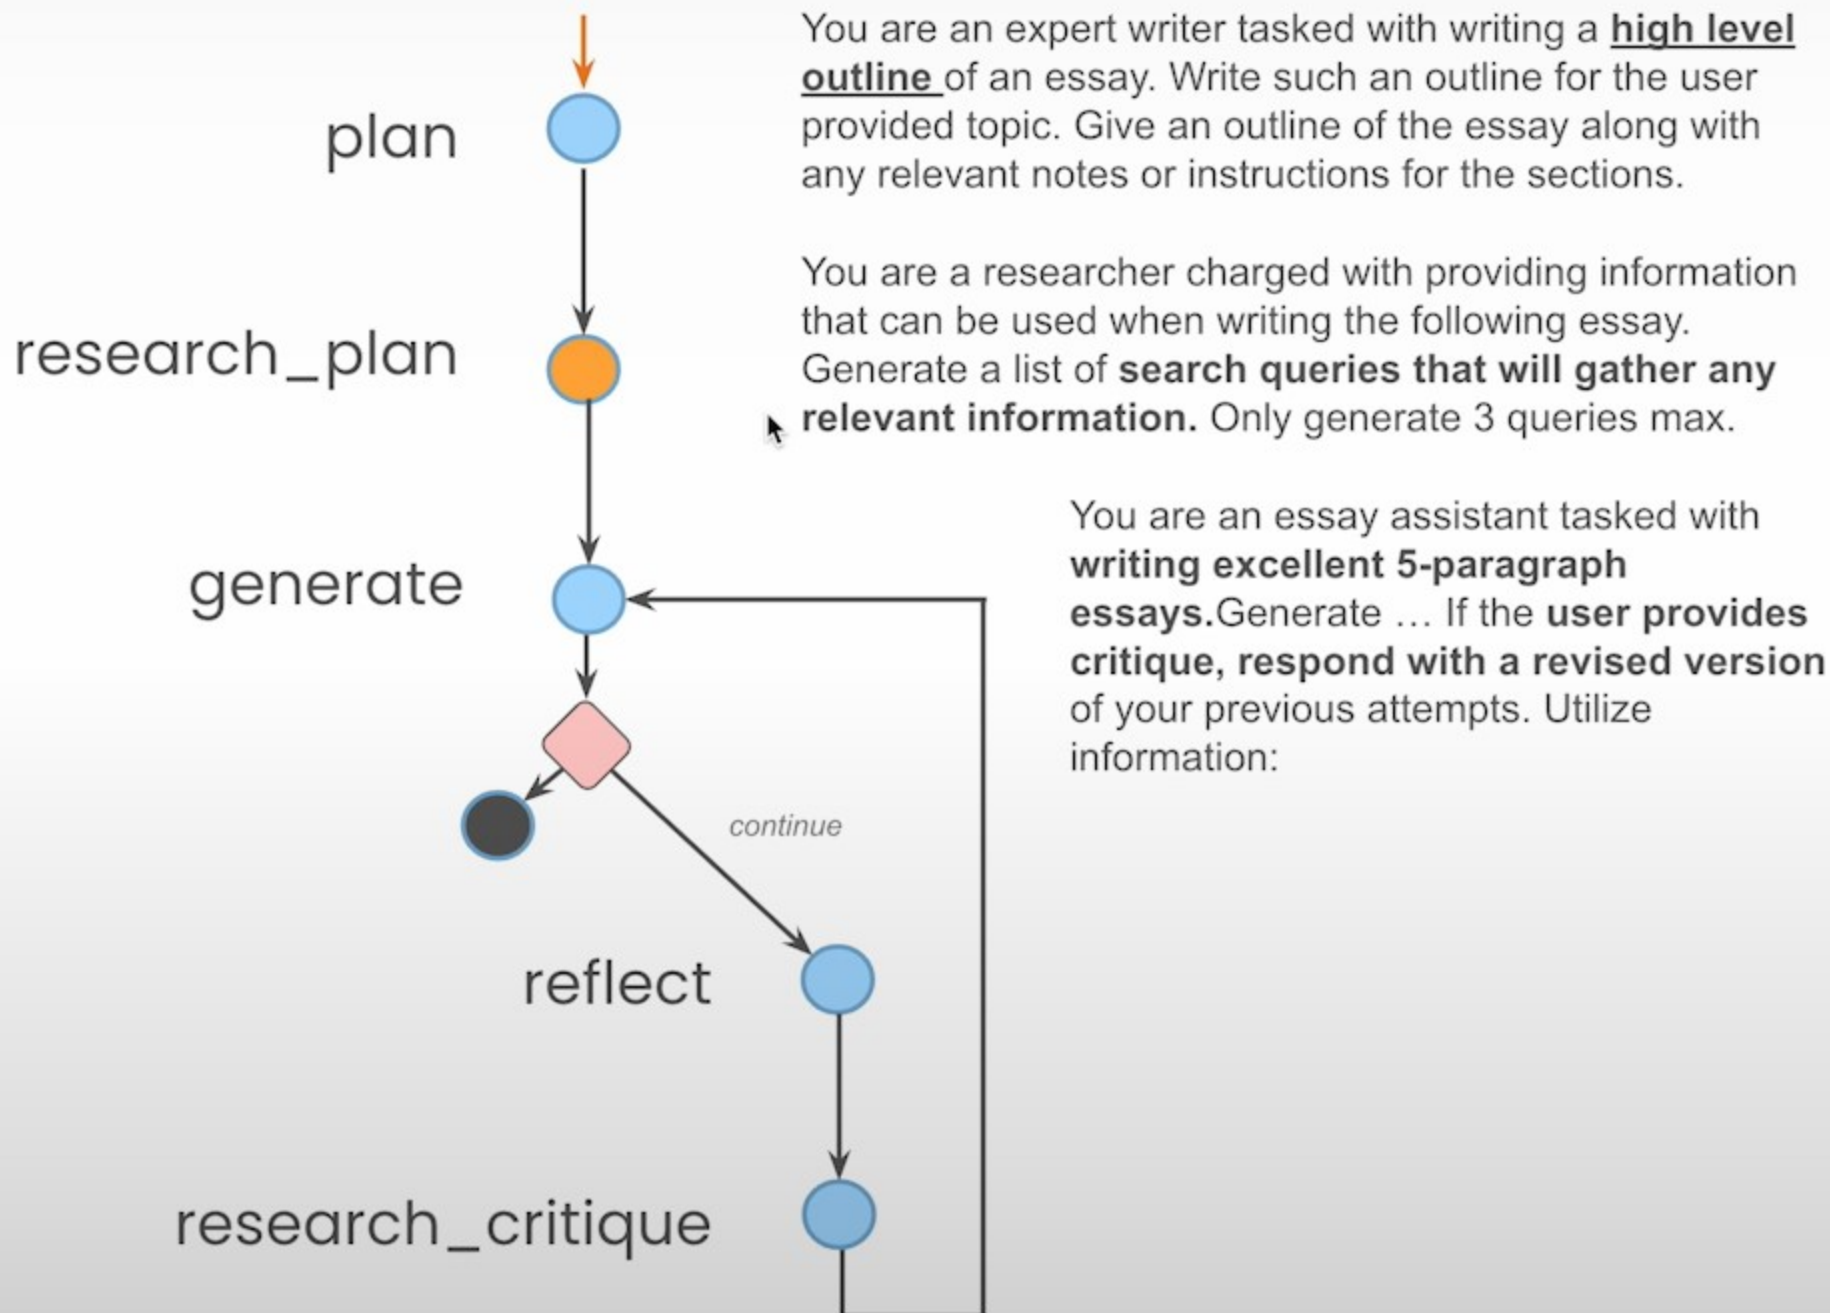 You are an expert writer tasked with writing a high level
outline of an essay. Write such an outline for the user
provided topic. Give an outline of the essay along with
any relevant notes or instructions for the sections.
plan
You are a researcher charged with providing information
that can be used when writing the following essay.
Generate a list of search queries that will gather any
relevant information. Only generate 3 queries max.
research_plan
You are an essay assistant tasked with
writing excellent 5-paragraph
essays.Generate … If the user provides
critique, respond with a revised version
of your previous attempts. Utilize
information:
generate
continue
reflect
research_critique